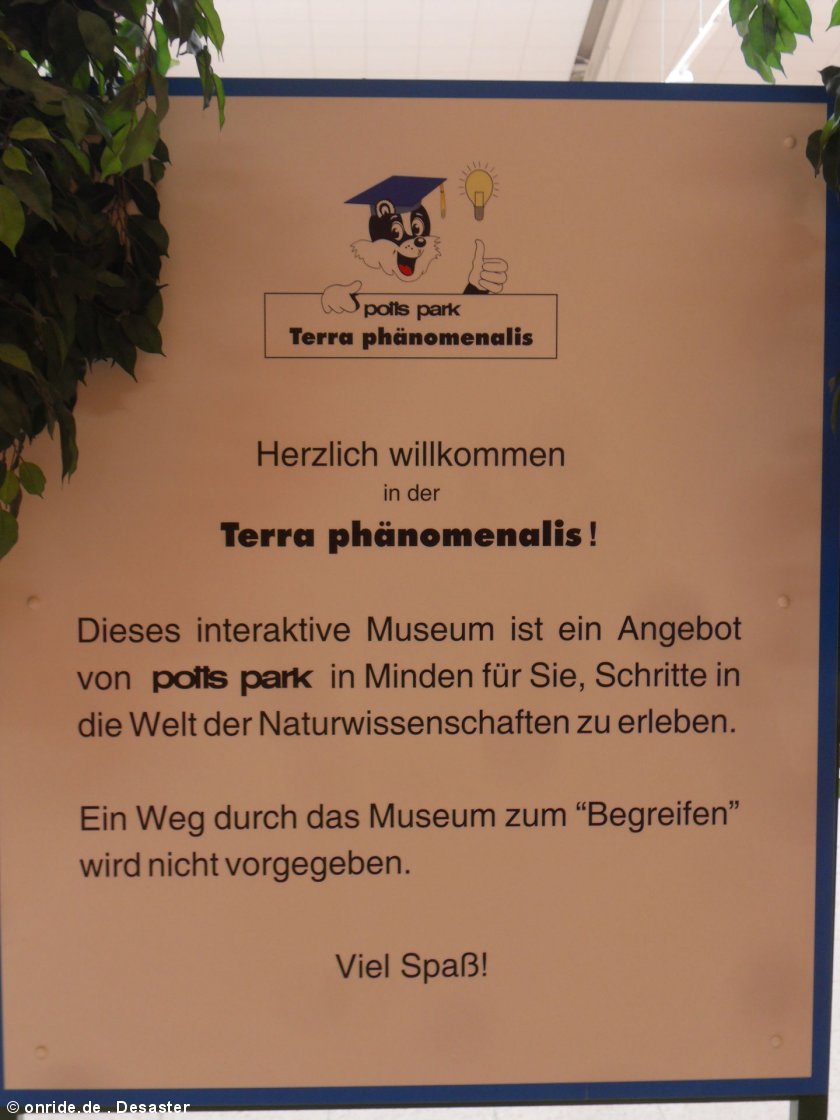 potts park
Terra phänomenalis
Herzlich willkommen
in der
Terra phänomenalis!
Dieses interaktive Museum ist ein Angebot
von potts park in Minden für Sie, Schritte in
die Welt der Naturwissenschaften zu erleben.
Ein Weg durch das Museum zum “Begreifen”
wird nicht vorgegeben.
Viel Spaß!
© onride.de . Desaster